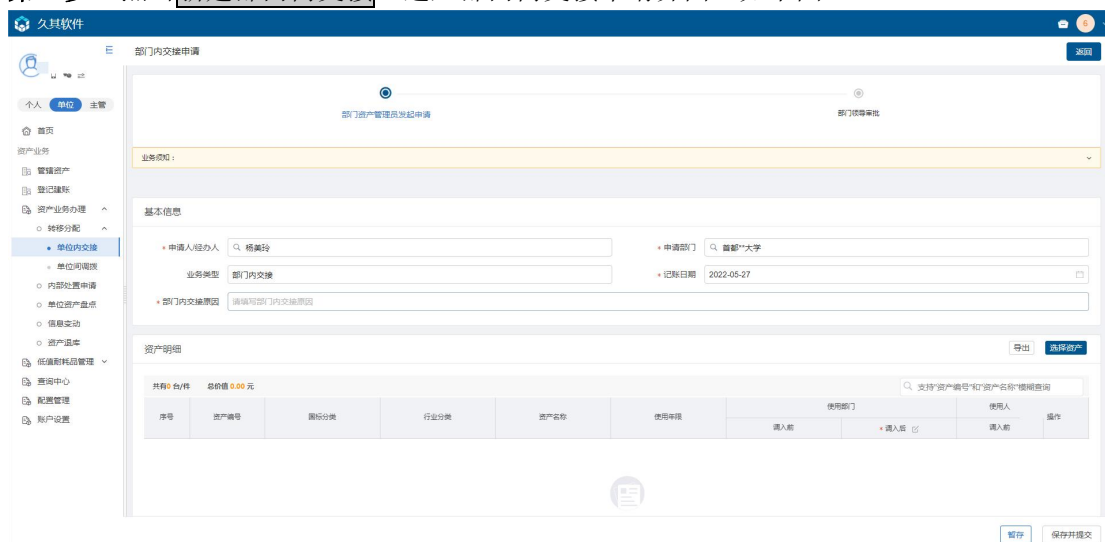 久其软件
6
部门内交接申请
返回
个人 单位 主管
部门资产管理员发起申请
部门领导审批
首页
资产业务
业务须知：
管辖资产
登记建账
资产业务办理
基本信息
转移分配
单位内交接
* 申请人/经办人 杨美玲
* 申请部门 首都**大学
单位间调拨
业务类型 部门内交接
* 记账日期 2022-05-27
内部处置申请
单位资产盘点
* 部门内交接原因 请填写部门内交接原因
信息变动
资产退库
资产明细
导出 选择资产
低值耐耗品管理
查询中心
共有0 台/件 总价值 0.00 元
支持"资产编号"和"资产名称"模糊查询
配置管理
账户设置
序号 资产编号 国标分类 行业分类 资产名称 使用年限 使用部门 使用人 操作
调入前 * 调入后 调入前
暂存 保存并提交